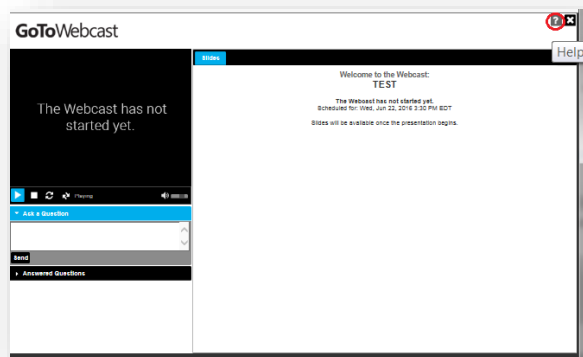 GoToWebcast
?
Help
Slides
Welcome to the Webcast:
TEST
The Webcast has not started yet.
Scheduled for: Wed, Jun 22, 2016 3:30 PM EDT
Slides will be available once the presentation begins.
The Webcast has not
started yet.
Playing
Ask a Question
Send
Answered Questions